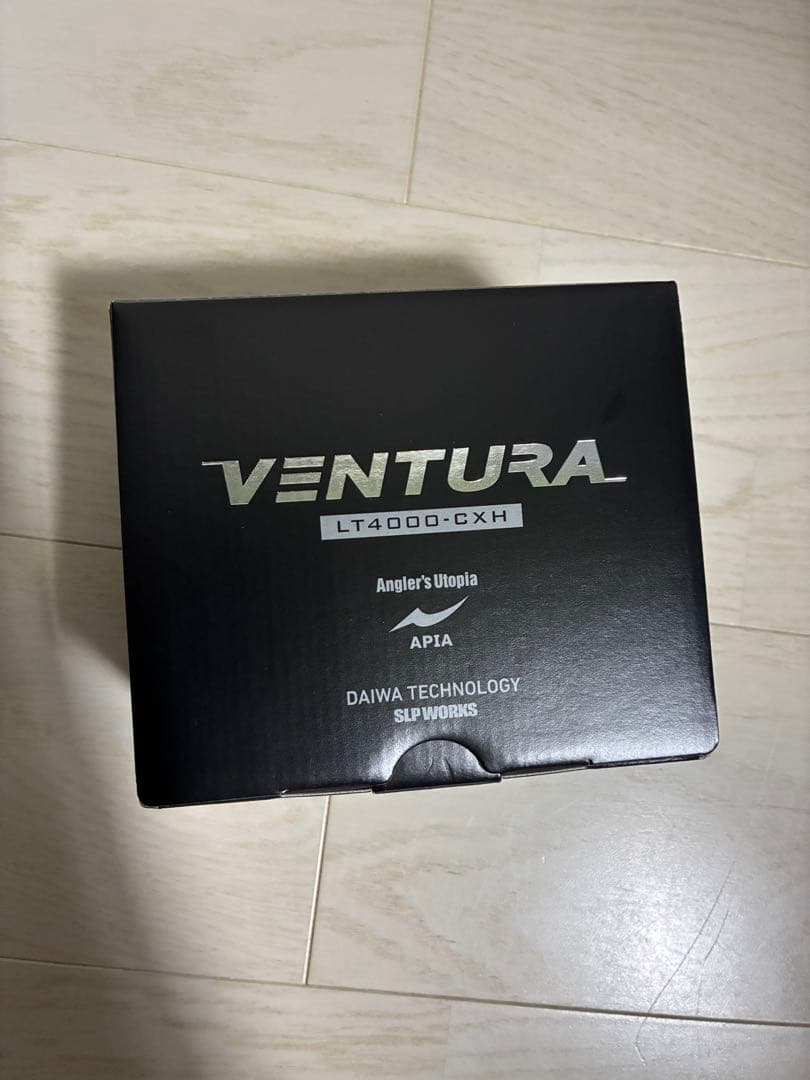 VENTURA
LT4000-CXH
Angler's Utopia
APIA
DAIWA TECHNOLOGY
SLP WORKS